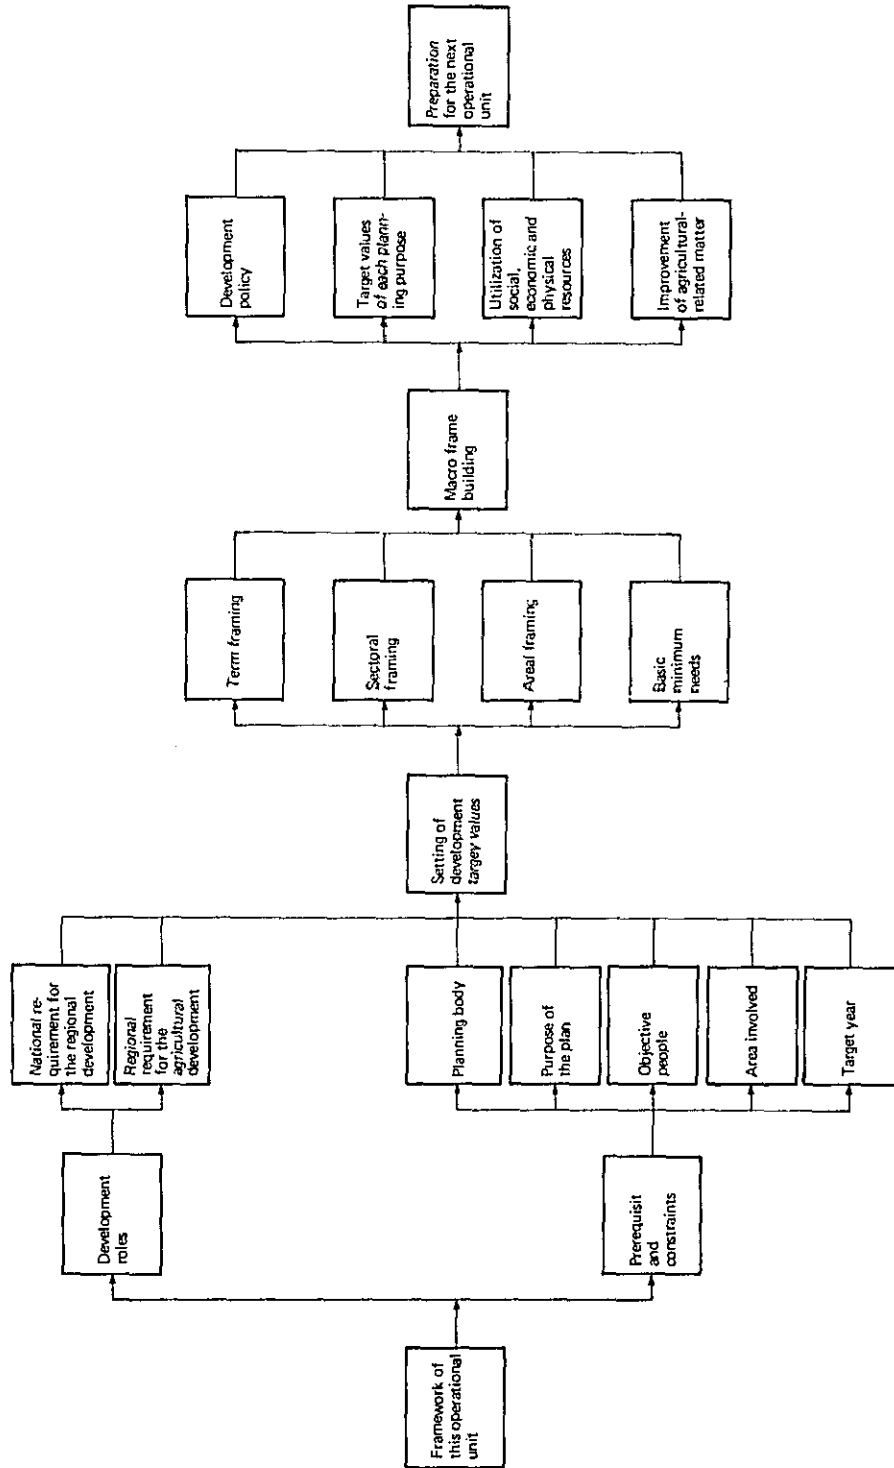 Framework of
this operational
unit
Development
roles
Prerequisit
and
constraints
National re-
quirement for
the regional
development
Regional
requirement
for the
agricultural
development
Planning body
Purpose of
the plan
Objective
people
Area involved
Target year
Setting of
development
targey values
Term framing
Sectoral
framing
Areal framing
Basic
minimum
needs
Macro frame
building
Development
policy
Target values
of each plann-
ing purpose
Utilization of
social,
economic and
physical
resources
Improvement
of agricultural-
related matter
Preparation
for the next
operational
unit